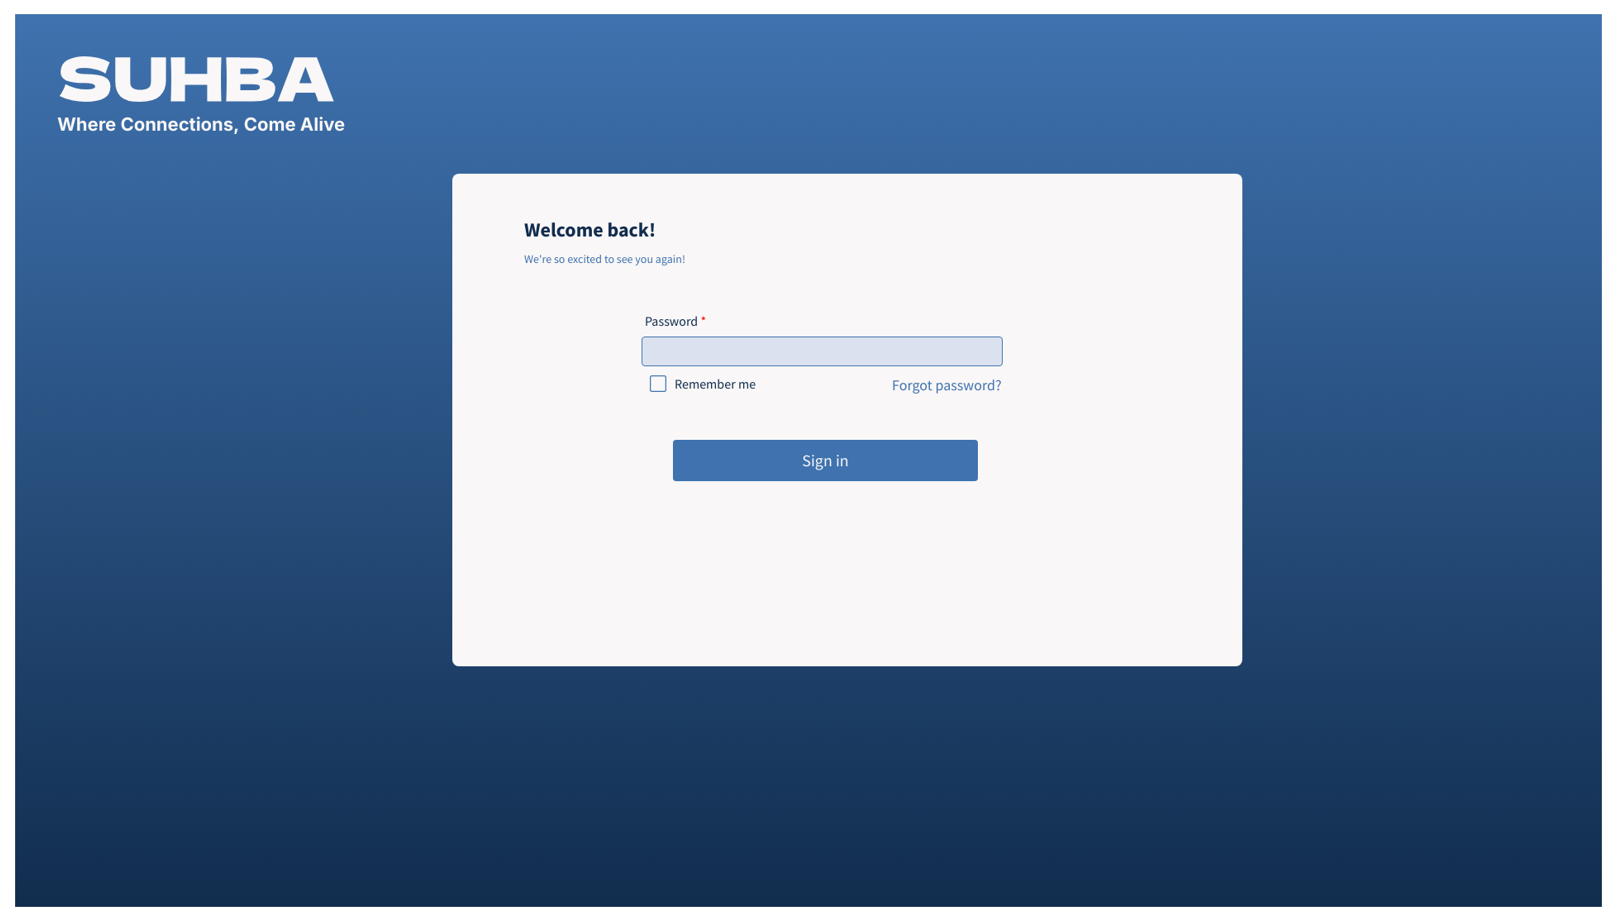 SUHBA
Where Connections, Come Alive
Welcome back!
We're so excited to see you again!
Password *
Remember me
Forgot password?
Sign in